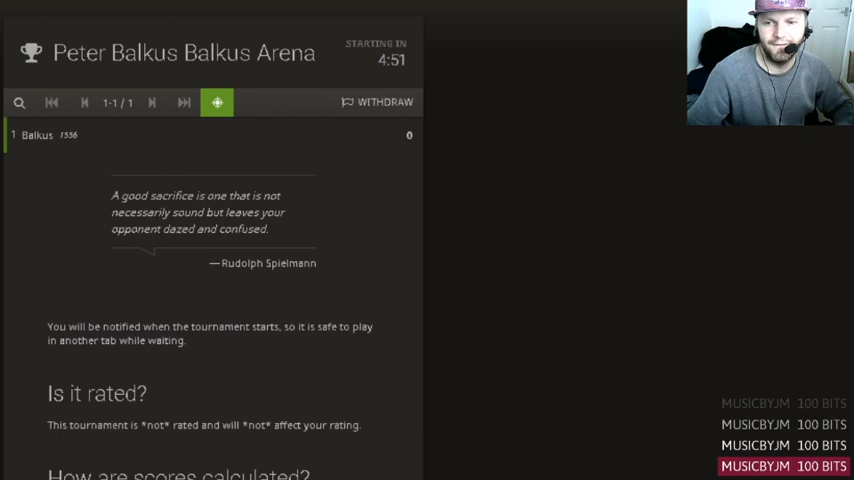 Peter Balkus Balkus Arena
STARTING IN
4:51
1-1 / 1
WITHDRAW
1 Balkus 1556 0
A good sacrifice is one that is not
necessarily sound but leaves your
opponent dazed and confused.
— Rudolph Spielmann
You will be notified when the tournament starts, so it is safe to play
in another tab while waiting.
Is it rated?
This tournament is *not* rated and will *not* affect your rating.
How are scores calculated?
MUSICBYJM 100 BITS
MUSICBYJM 100 BITS
MUSICBYJM 100 BITS
MUSICBYJM 100 BITS